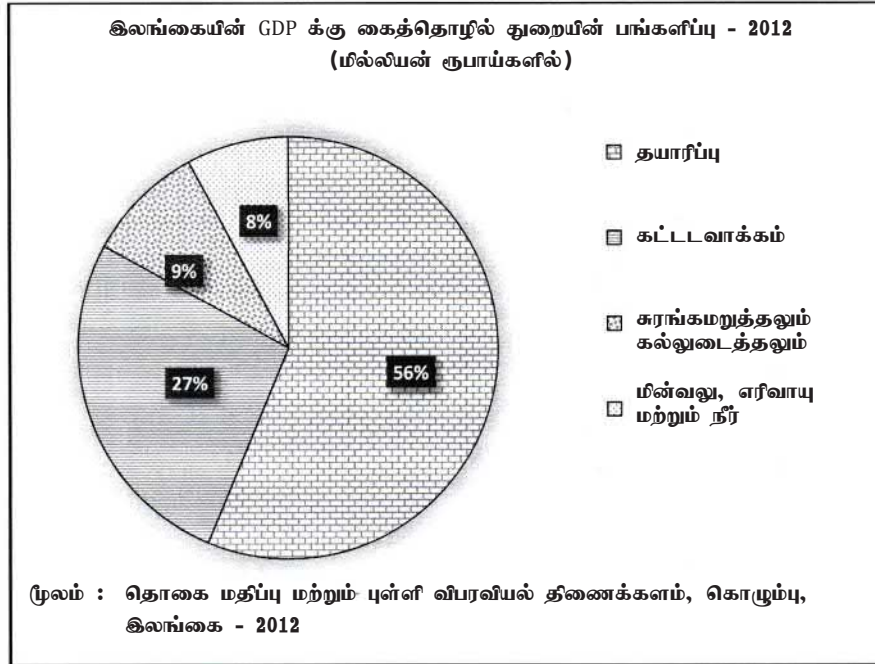 இலங்கையின் GDP க்கு கைத்தொழில் துறையின் பங்களிப்பு - 2012
(மில்லியன் ரூபாய்களில்)
தயாரிப்பு
8%
கட்டடவாக்கம்
9%
சுரங்கமறுத்தலும்
கல்லுடைத்தலும்
56%
27%
மின்வலு, எரிவாயு
மற்றும் நீர்
மூலம் : தொகை மதிப்பு மற்றும் புள்ளி விபரவியல் திணைக்களம், கொழும்பு,
இலங்கை - 2012